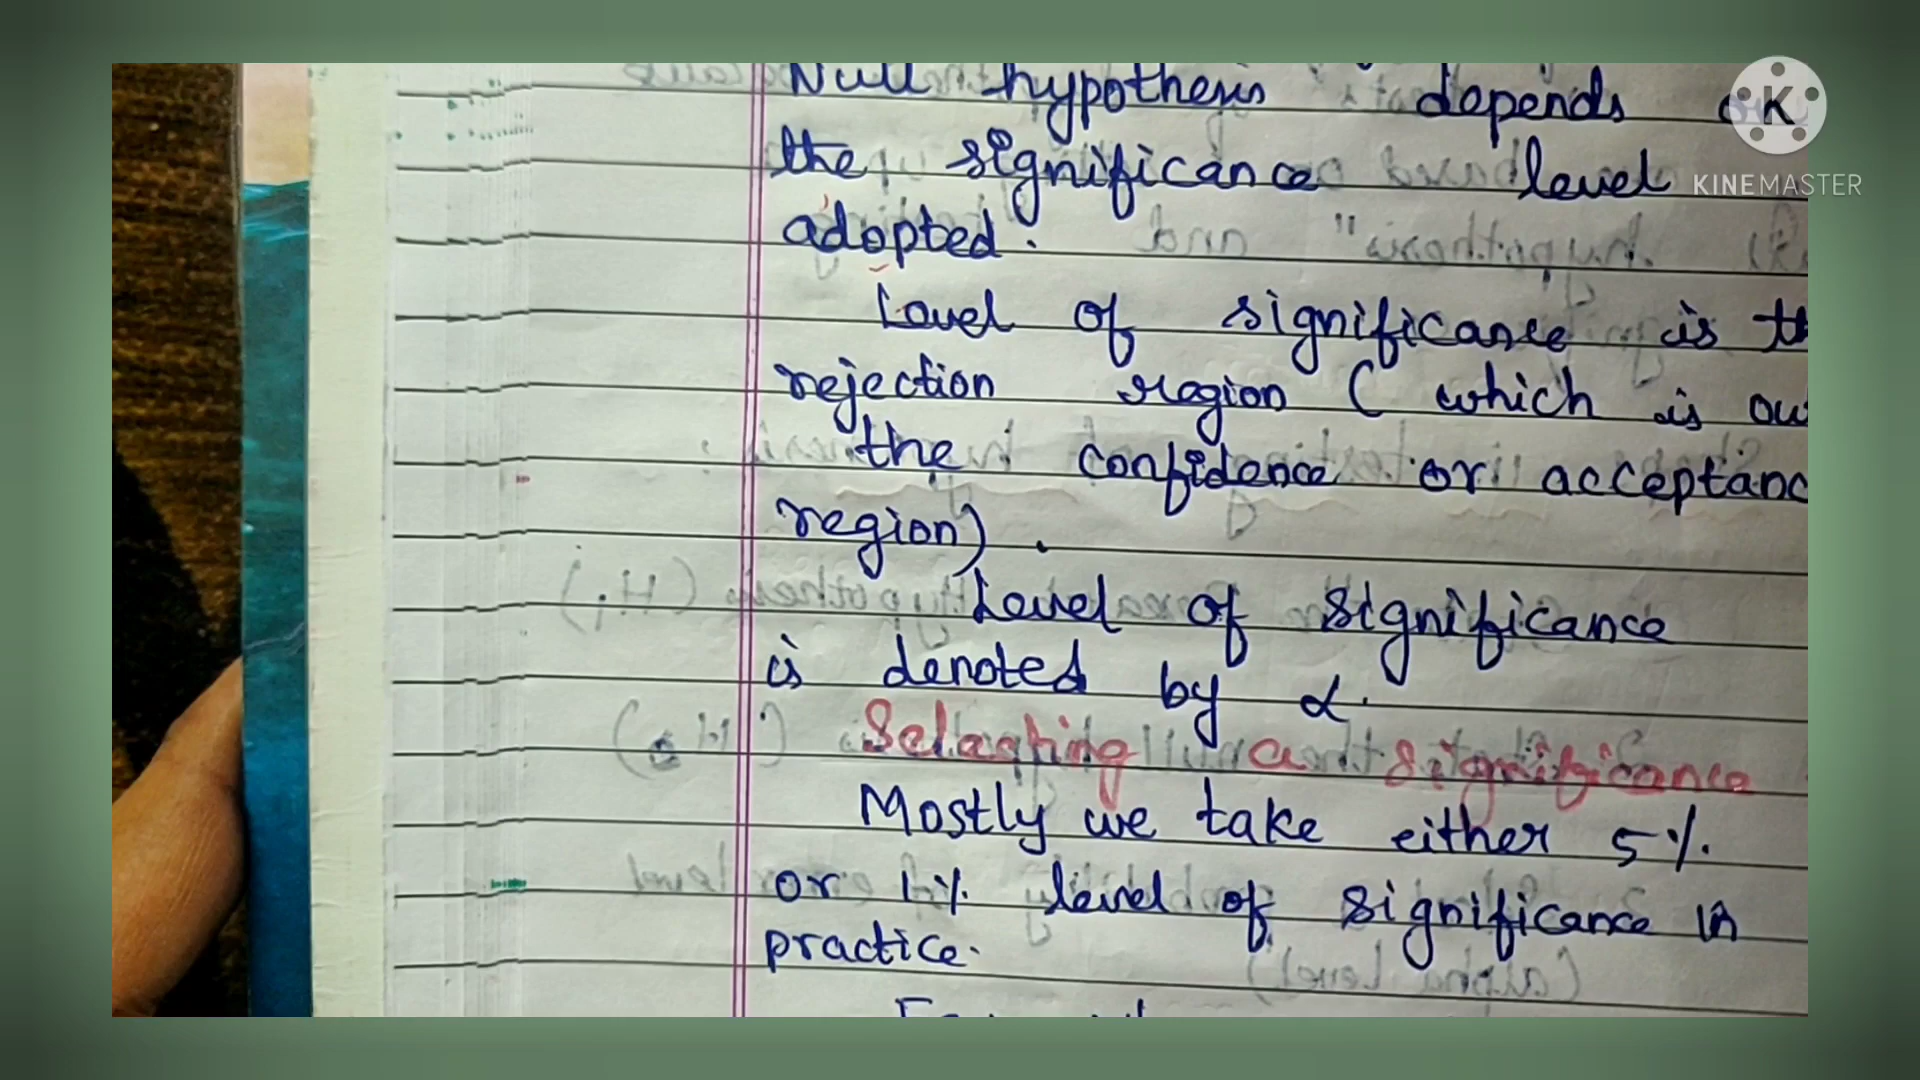 Null hypothesis depends
the significance level
adopted.
Level of significance is
rejection region ( which is
the confidence or acceptanc
region).
Level of significance
is denoted by α.
Selecting a significance
Mostly we take either 5%
or 1% level of significance in
practice.
KINEMASTER